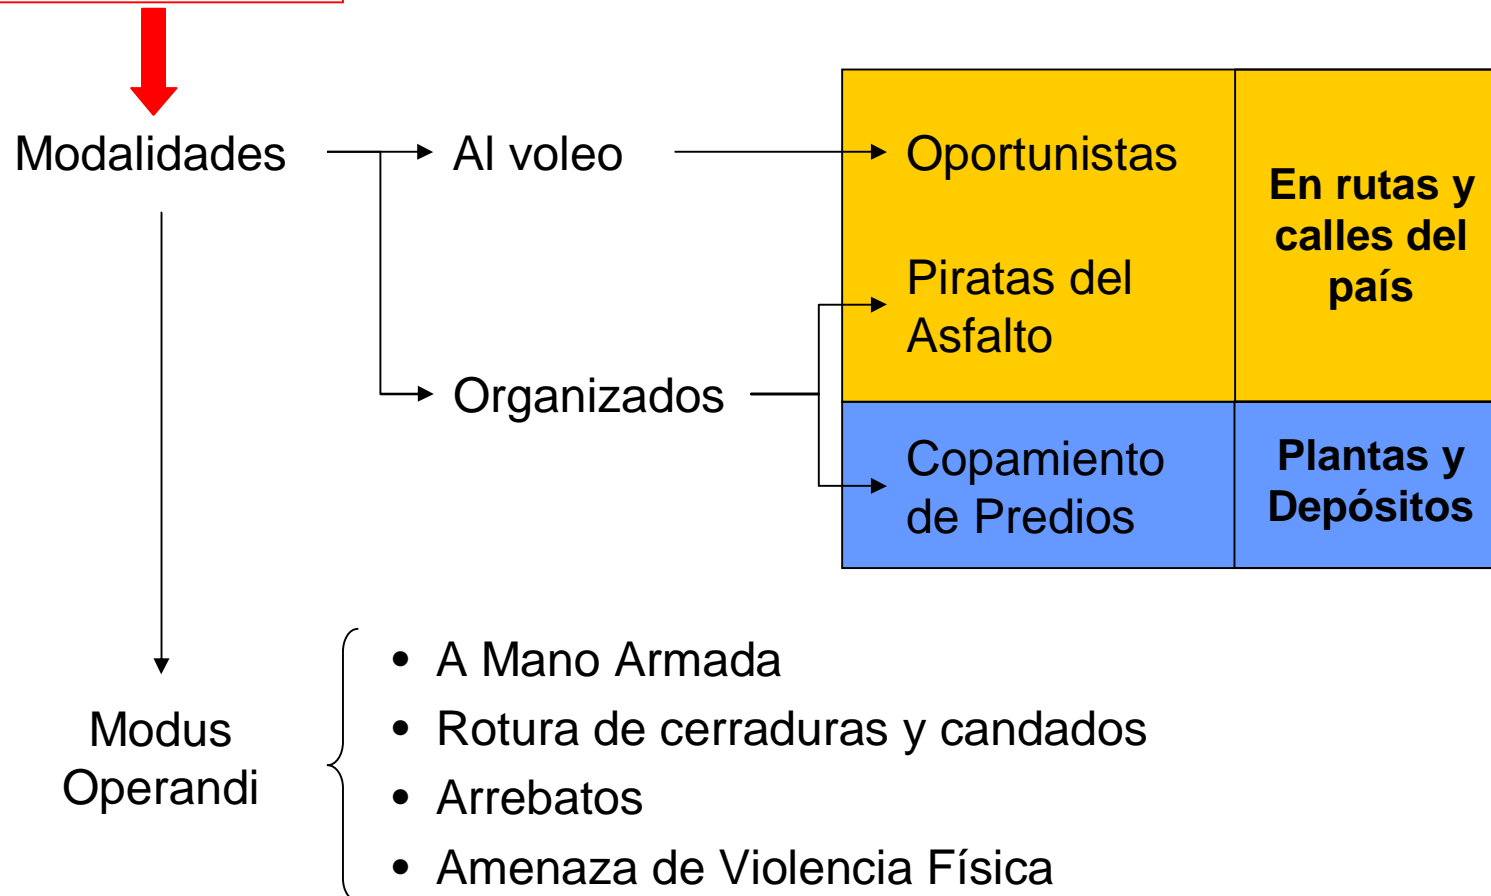 Modalidades
Al voleo
Oportunistas
En rutas y
calles del
país
Piratas del
Asfalto
Organizados
Copamiento
de Predios
Plantas y
Depósitos
Modus
Operandi
• A Mano Armada
• Rotura de cerraduras y candados
• Arrebatos
• Amenaza de Violencia Física